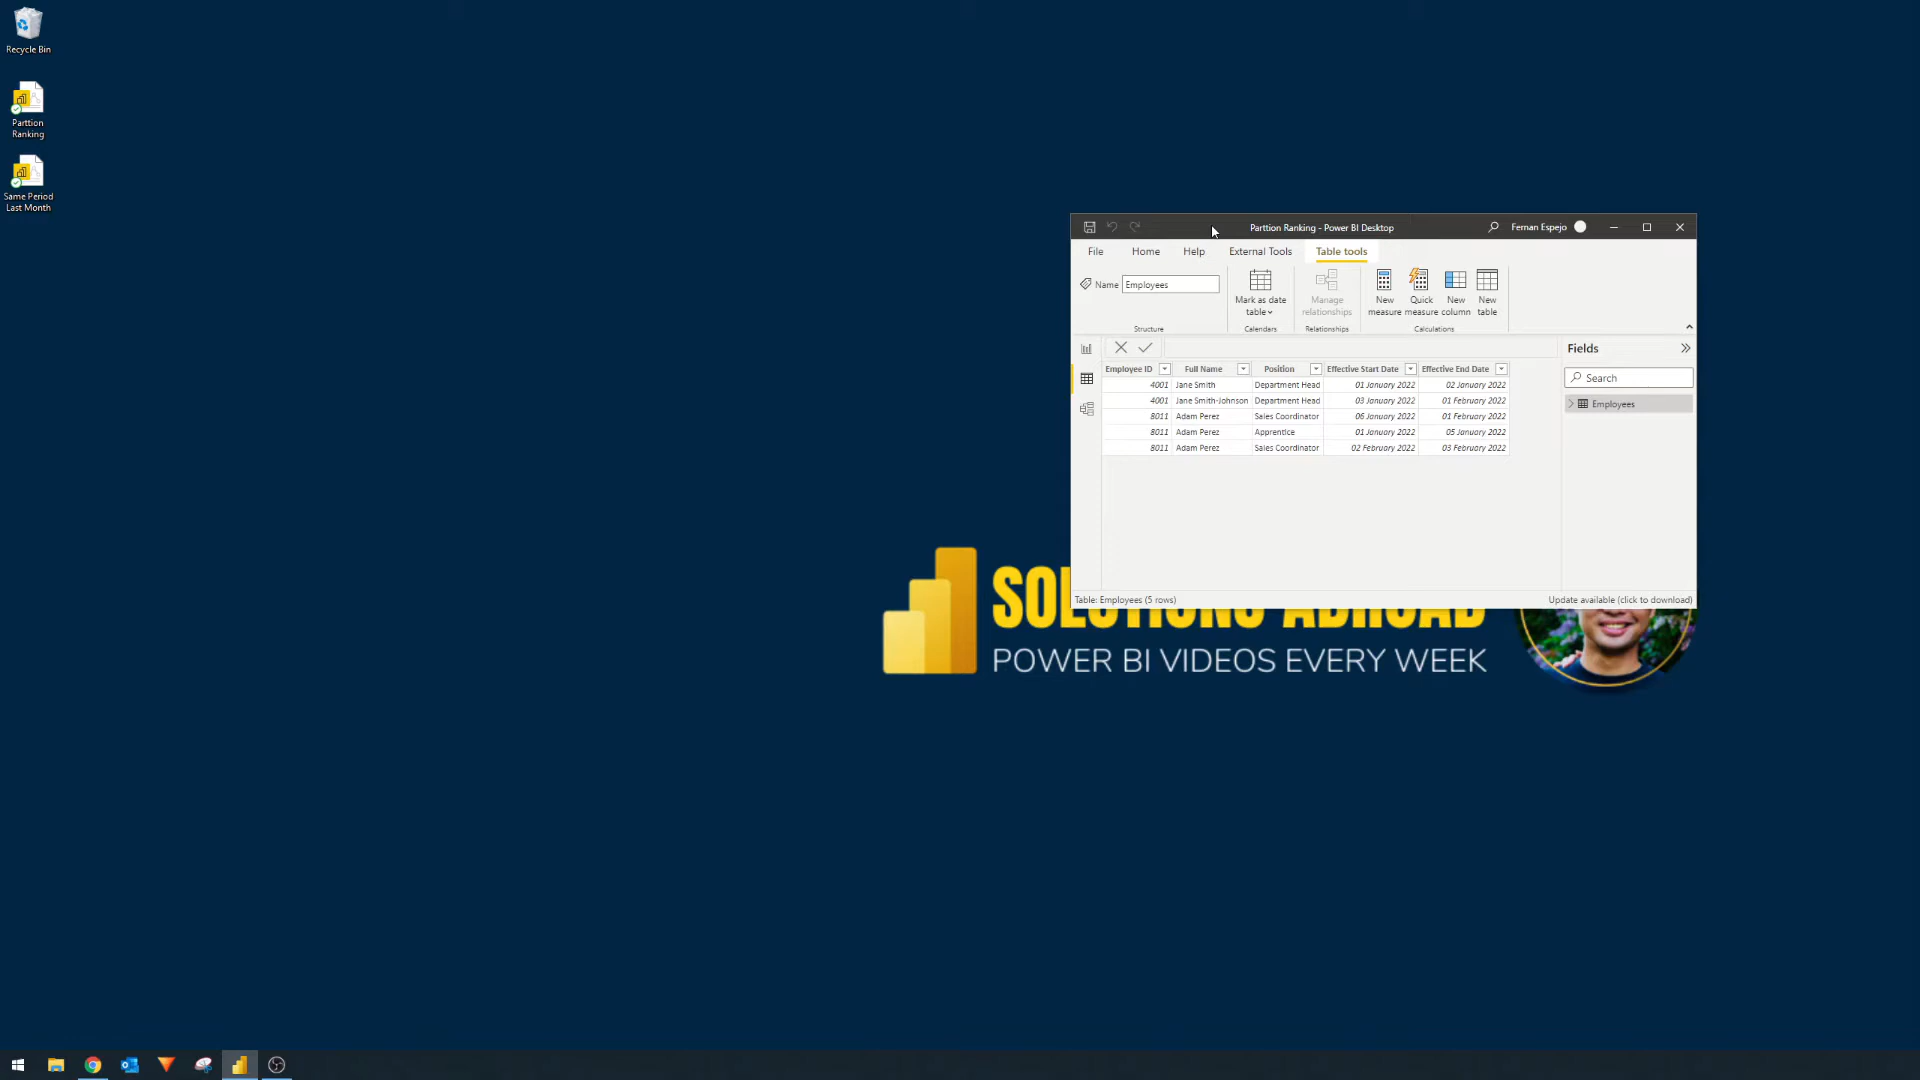 Recycle Bin
Parttion
Ranking
Same Period
Last Month
Parttion Ranking - Power BI Desktop
Fernan Espejo
File Home Help External Tools Table tools
Name Employees
Mark as date
table
Manage
relationships
New
measure
Quick
measure
New
column
New
table
Structure Calendars Relationships Calculations
Fields
Search
Employees
Employee ID Full Name Position Effective Start Date Effective End Date
4001 Jane Smith Department Head 01 January 2022 02 January 2022
4001 Jane Smith-Johnson Department Head 03 January 2022 01 February 2022
8011 Adam Perez Sales Coordinator 06 January 2022 01 February 2022
8011 Adam Perez Apprentice 01 January 2022 05 January 2022
8011 Adam Perez Sales Coordinator 02 February 2022 03 February 2022
Table: Employees (5 rows) Update available (click to download)
SOLUTIONS ABROAD
POWER BI VIDEOS EVERY WEEK